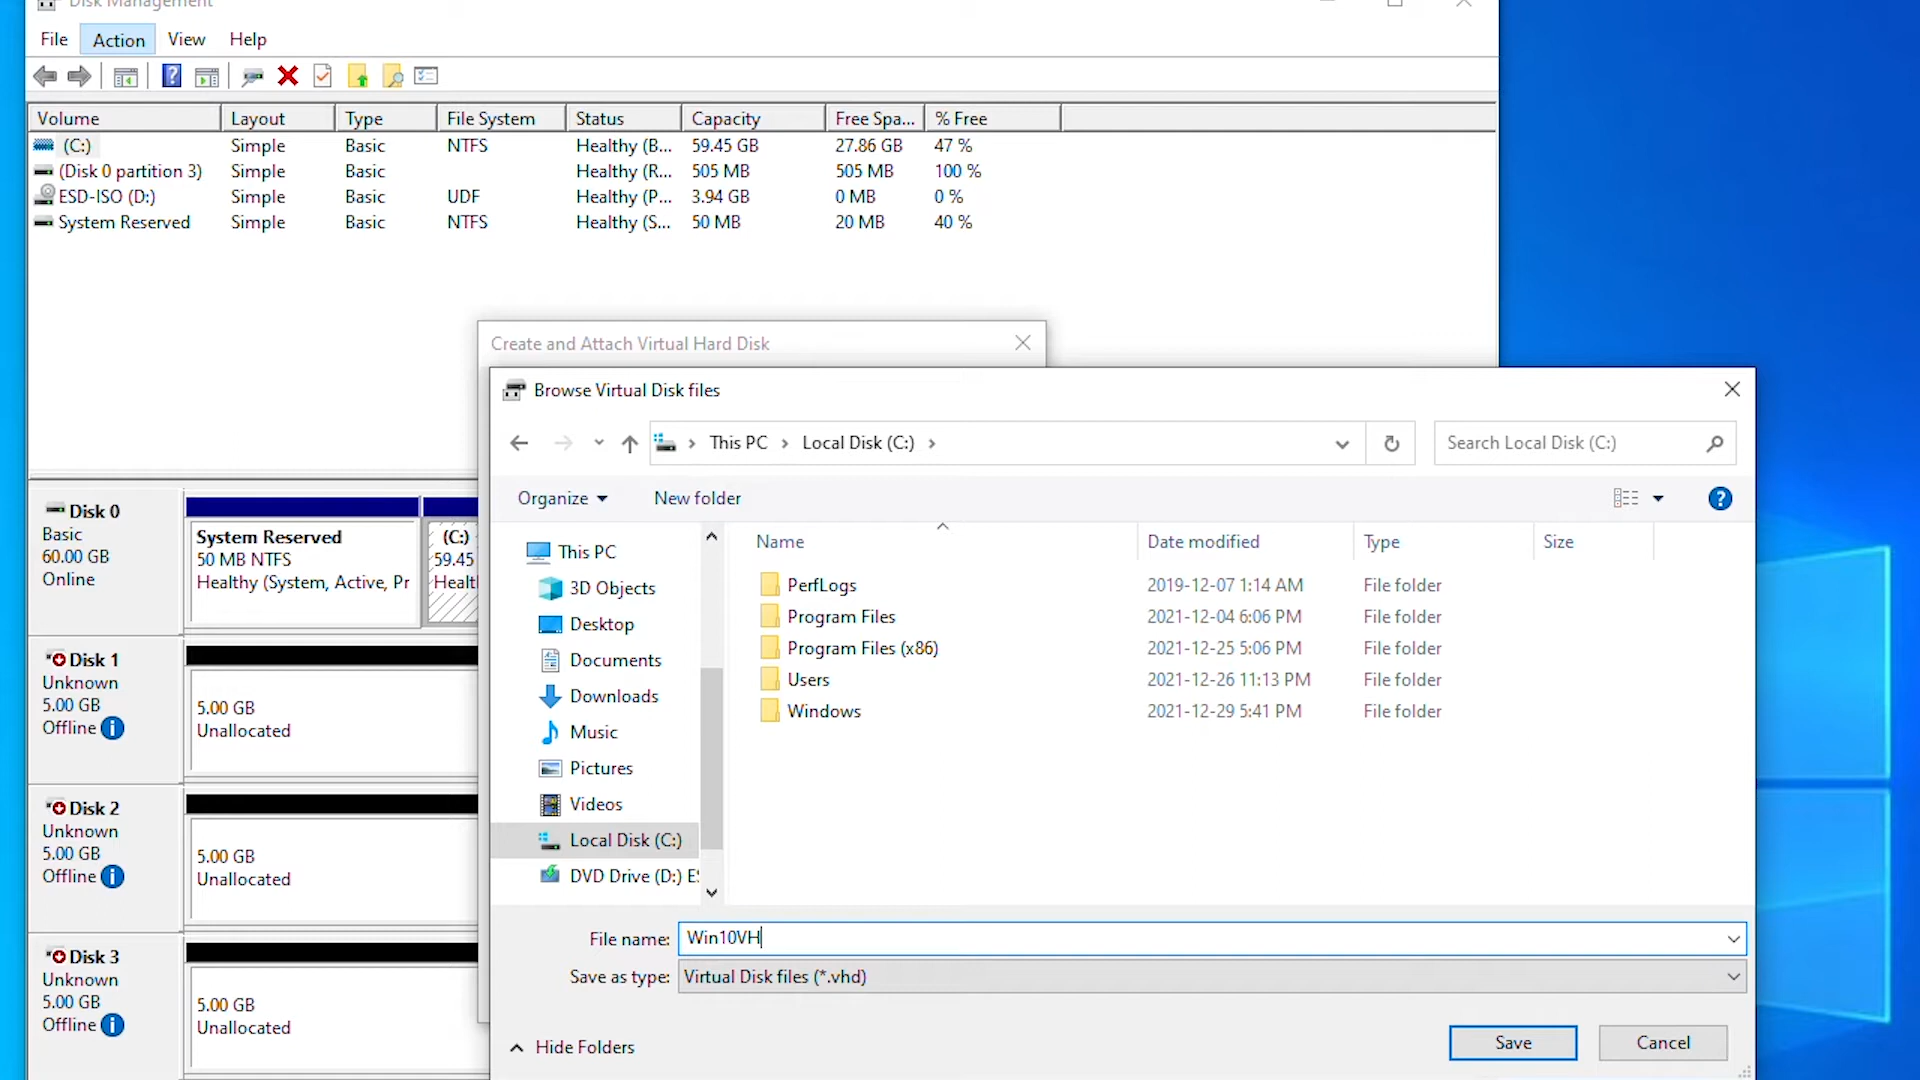 Disk Management
File Action View Help
Volume Layout Type File System Status Capacity Free Spa... % Free
(C:) Simple Basic NTFS Healthy (B... 59.45 GB 27.86 GB 47 %
(Disk 0 partition 3) Simple Basic Healthy (R... 505 MB 505 MB 100 %
ESD-ISO (D:) Simple Basic UDF Healthy (P... 3.94 GB 0 MB 0 %
System Reserved Simple Basic NTFS Healthy (S... 50 MB 20 MB 40 %
Create and Attach Virtual Hard Disk
Browse Virtual Disk files
This PC Local Disk (C:)
Search Local Disk (C:)
Organize New folder
Name Date modified Type Size
This PC
3D Objects
Desktop
Documents
Downloads
Music
Pictures
Videos
Local Disk (C:)
DVD Drive (D:) ES
PerfLogs 2019-12-07 1:14 AM File folder
Program Files 2021-12-04 6:06 PM File folder
Program Files (x86) 2021-12-25 5:06 PM File folder
Users 2021-12-26 11:13 PM File folder
Windows 2021-12-29 5:41 PM File folder
File name: Win10VH
Save as type: Virtual Disk files (*.vhd)
Hide Folders
Save Cancel
Disk 0
Basic
60.00 GB
Online
System Reserved
50 MB NTFS
Healthy (System, Active, Pr
(C:)
59.45
Healt
Disk 1
Unknown
5.00 GB
Offline
5.00 GB
Unallocated
Disk 2
Unknown
5.00 GB
Offline
5.00 GB
Unallocated
Disk 3
Unknown
5.00 GB
Offline
5.00 GB
Unallocated